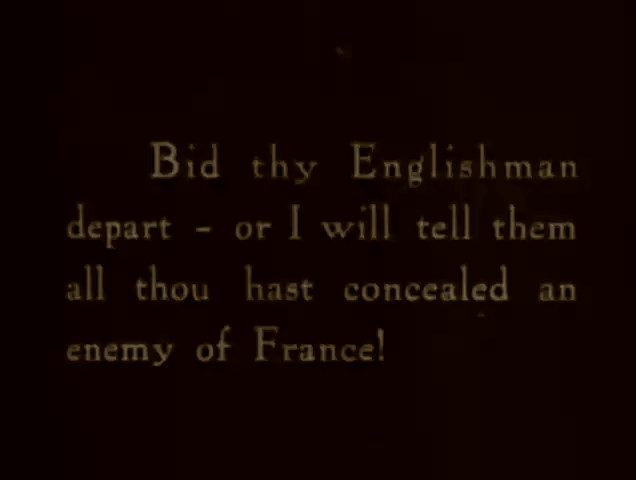 Bid thy Englishman
depart - or I will tell them
all thou hast concealed an
enemy of France!